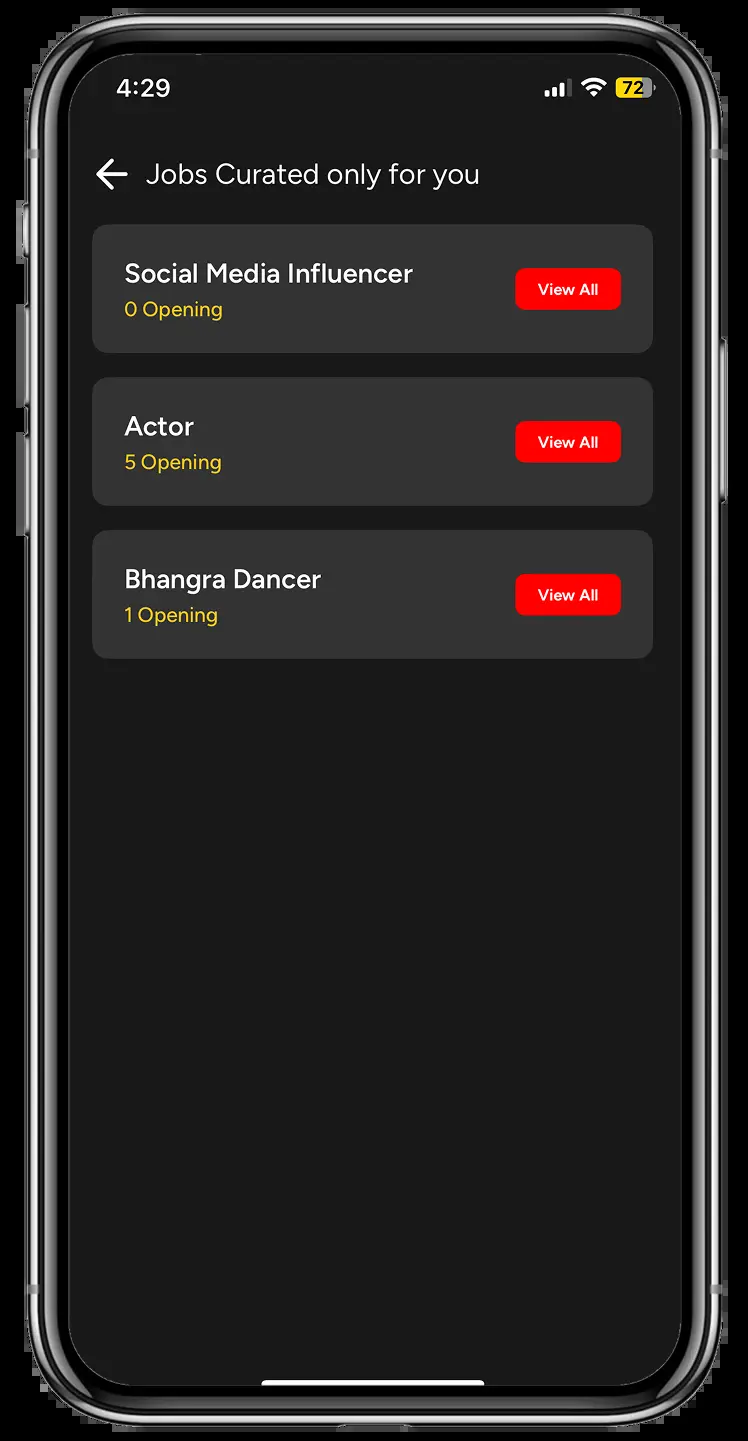 4:29
72
Jobs Curated only for you
Social Media Influencer
0 Opening
View All
Actor
5 Opening
View All
Bhangra Dancer
1 Opening
View All